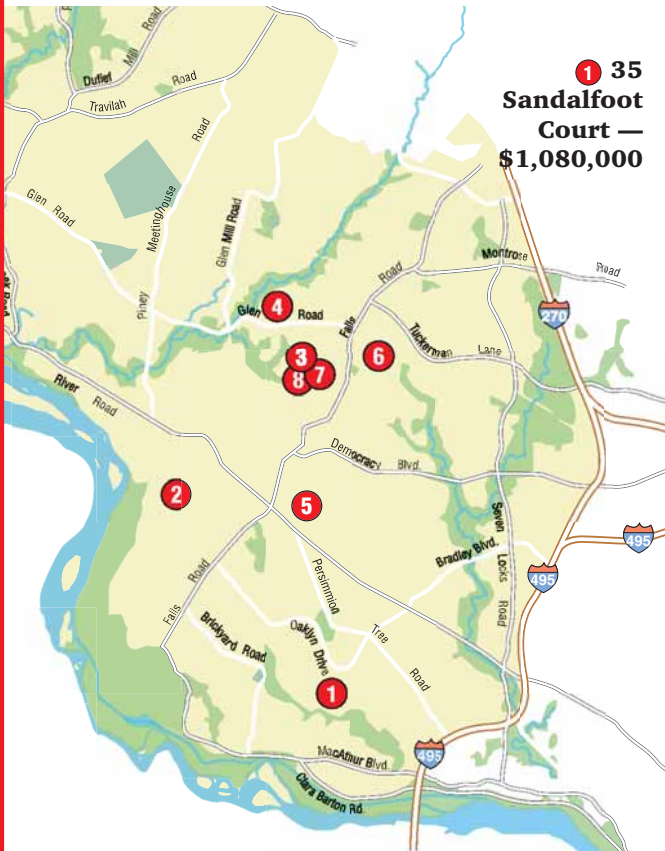 1 35
Sandalfoot
Court —
$1,080,000
Dufief
Mill
Road
Travilah
Road
Glen Road
Piney
Meetinghouse
Road
Glen Mill Road
Glen
Road
4
3
8
7
6
Falls
Road
Montrose
Road
270
Tuckerman
Lane
River
Road
Democracy
Blvd.
2
5
Seven
Locks
Road
Bradley Blvd.
495
495
Persimmion
Tree
Road
Falls
Road
Brickyard Road
Oaklyn Drive
1
MacArhur Blvd.
495
Clara Barton Rd.